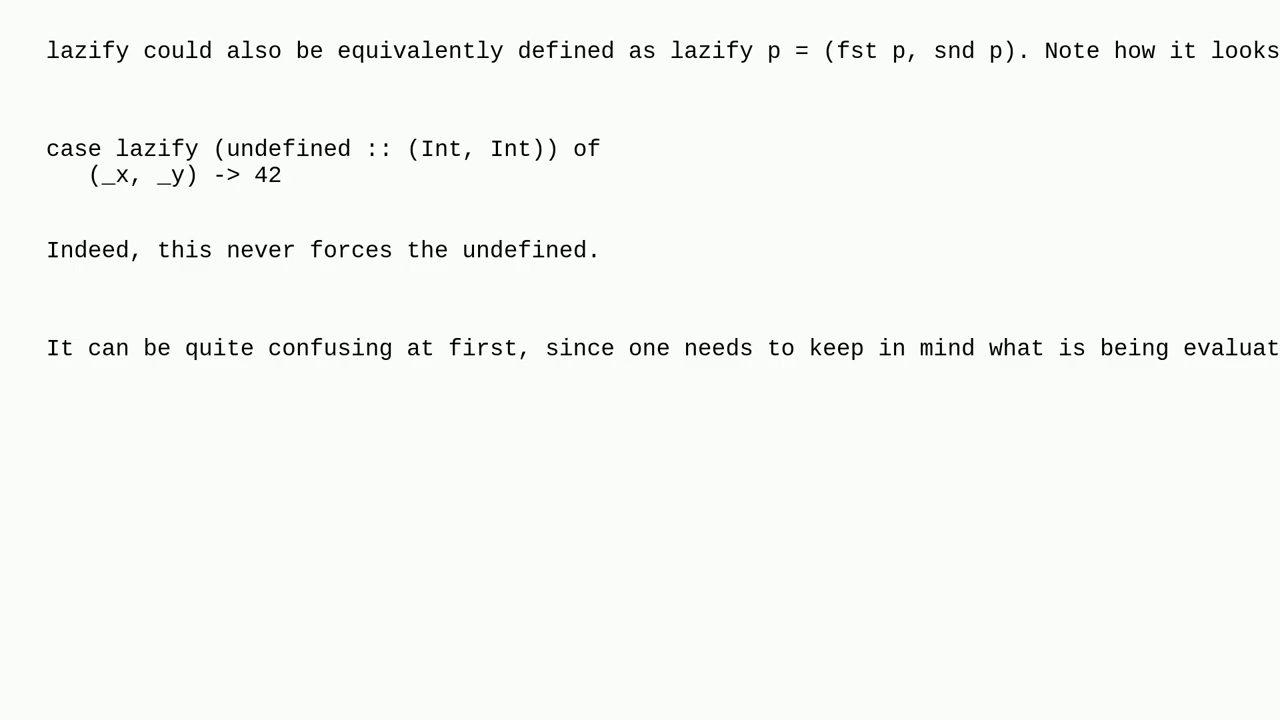 lazify could also be equivalently defined as lazify p = (fst p, snd p). Note how it looks
case lazify (undefined :: (Int, Int)) of
   (_x, _y) -> 42
Indeed, this never forces the undefined.
It can be quite confusing at first, since one needs to keep in mind what is being evaluat